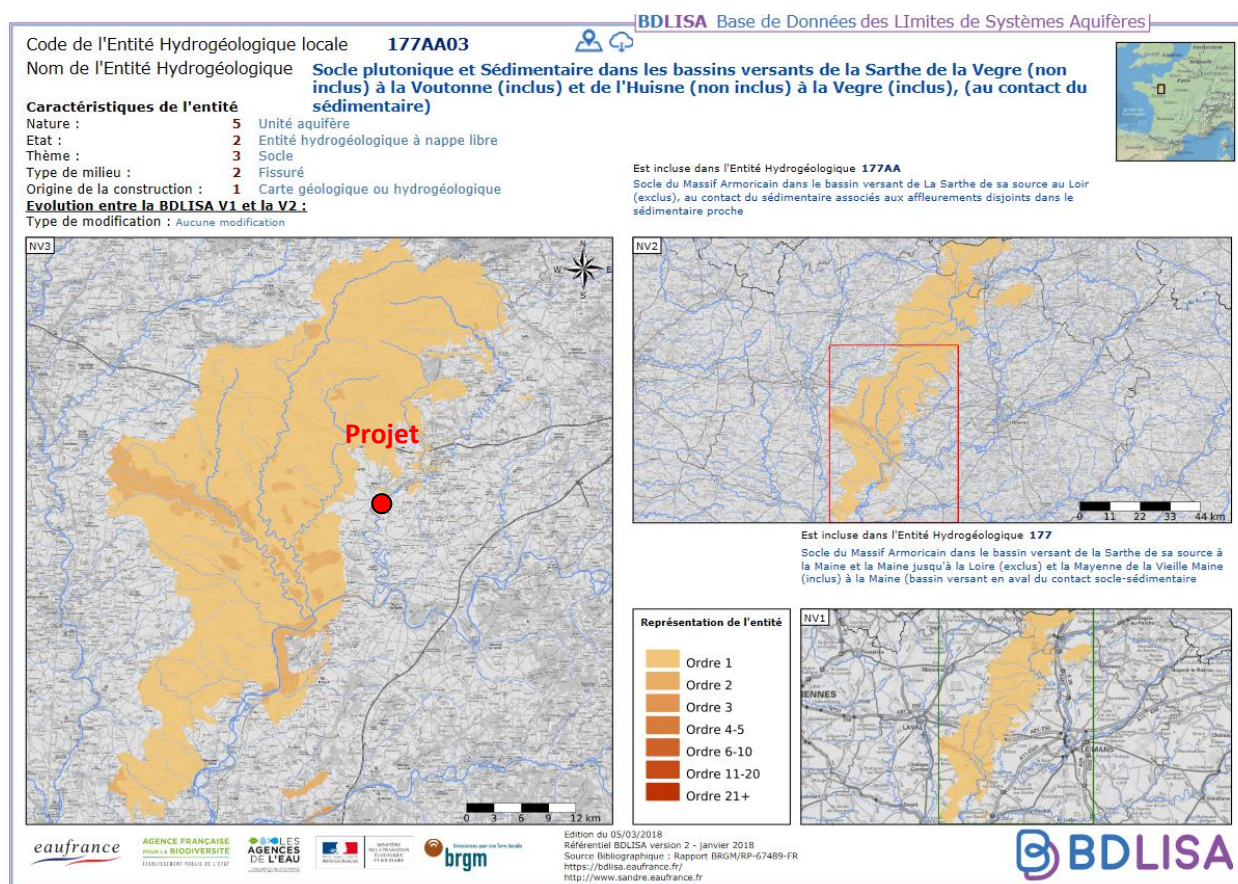 BDLISA Base de Données des LImites de Systèmes Aquifères
Code de l'Entité Hydrogéologique locale 177AA03
Nom de l'Entité Hydrogéologique Socle plutonique et Sédimentaire dans les bassins versants de la Sarthe de la Vegre (non
inclus) à la Voutonne (inclus) et de l'Huisne (non inclus) à la Vegre (inclus), (au contact du
sédimentaire)
Caractéristiques de l'entité
Nature : 5 Unité aquifère
Etat : 2 Entité hydrogéologique à nappe libre
Thème : 3 Socle
Type de milieu : 2 Fissuré
Origine de la construction : 1 Carte géologique ou hydrogéologique
Evolution entre la BDLISA V1 et la V2 :
Type de modification : Aucune modification
Est incluse dans l'Entité Hydrogéologique 177AA
Socle du Massif Armoricain dans le bassin versant de La Sarthe de sa source au Loir
(exclus), au contact du sédimentaire associés aux affleurements disjoints dans le
sédimentaire proche
NV3
N
W E
S
Projet
0 3 6 9 12 km
NV2
0 11 22 33 44 km
Est incluse dans l'Entité Hydrogéologique 177
Socle du Massif Armoricain dans le bassin versant de la Sarthe de sa source à
la Maine et la Maine jusqu'à la Loire (exclus) et la Mayenne de la Vieille Maine
(inclus) à la Maine (bassin versant en aval du contact socle-sédimentaire
Représentation de l'entité
Ordre 1
Ordre 2
Ordre 3
Ordre 4-5
Ordre 6-10
Ordre 11-20
Ordre 21+
NV1
LAVAL
LE MANS
eaufrance
AGENCE FRANÇAISE
POUR LA BIODIVERSITÉ
ÉTABLISSEMENT PUBLIC DE L'ÉTAT
LES
AGENCES
DE L'EAU
Géosciences pour une Terre durable
brgm
Edition du 05/03/2018
Référentiel BDLISA version 2 - janvier 2018
Source Bibliographique : Rapport BRGM/RP-67489-FR
https://bdlisa.eaufrance.fr/
http://www.sandre.eaufrance.fr
BDLISA